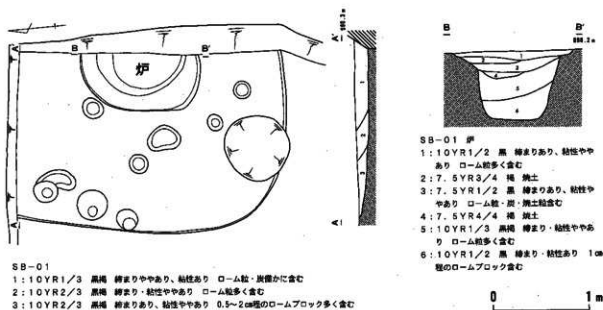 A
A'
B
B'
B
B'
炉
A'
A
1
2
3
1
2
3
4
5
6
SB-01 炉
1:10YR1/2 黒 締まりあり、粘性やや
あり ローム粒多く含む
2:7.5YR3/4 褐 焼土
3:7.5YR1/2 黒 締まりあり、粘性や
やあり ローム粒・炭・焼土粒含む
4:7.5YR4/4 褐 焼土
5:10YR1/3 黒褐 締まり・粘性ややあ
り ローム粒多く含む
6:10YR1/2 黒 締まり・粘性あり 1cm
程のロームブロック含む
SB-01
1:10YR1/3 黒褐 締まりややあり、粘性あり ローム粒・炭僅かに含む
2:10YR2/3 黒褐 締まり・粘性ややあり ローム粒多く含む
3:10YR2/3 黒褐 締まりあり、粘性ややあり 0.5～2cm程のロームブロック多く含む
0 1m